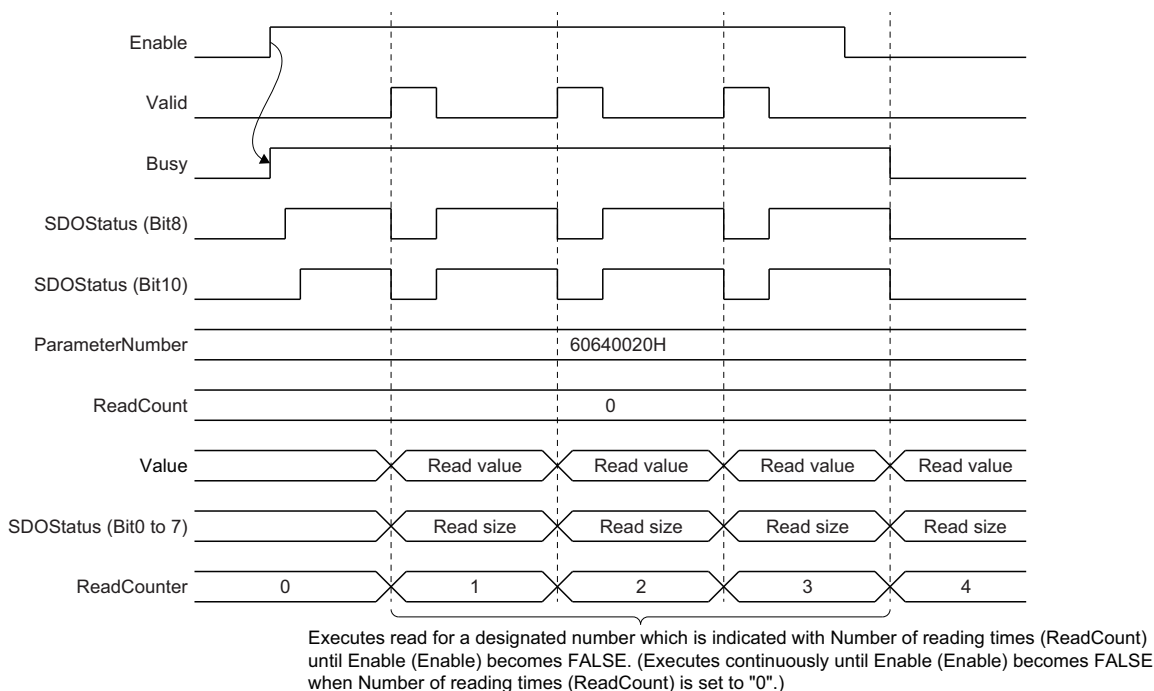 Enable
Valid
Busy
SDOStatus (Bit8)
SDOStatus (Bit10)
ParameterNumber 60640020H
ReadCount 0
Value Read value Read value Read value Read value
SDOStatus (Bit0 to 7) Read size Read size Read size Read size
ReadCounter 0 1 2 3 4
Executes read for a designated number which is indicated with Number of reading times (ReadCount)
until Enable (Enable) becomes FALSE. (Executes continuously until Enable (Enable) becomes FALSE
when Number of reading times (ReadCount) is set to "0".)